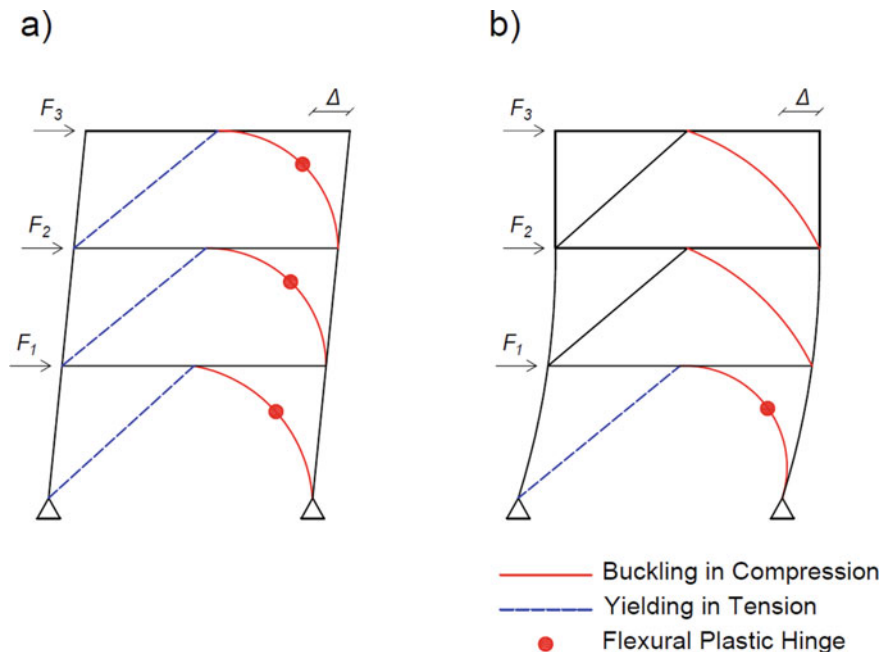 a)
b)
Δ
Δ
F3
F3
F2
F2
F1
F1
Buckling in Compression
Yielding in Tension
Flexural Plastic Hinge